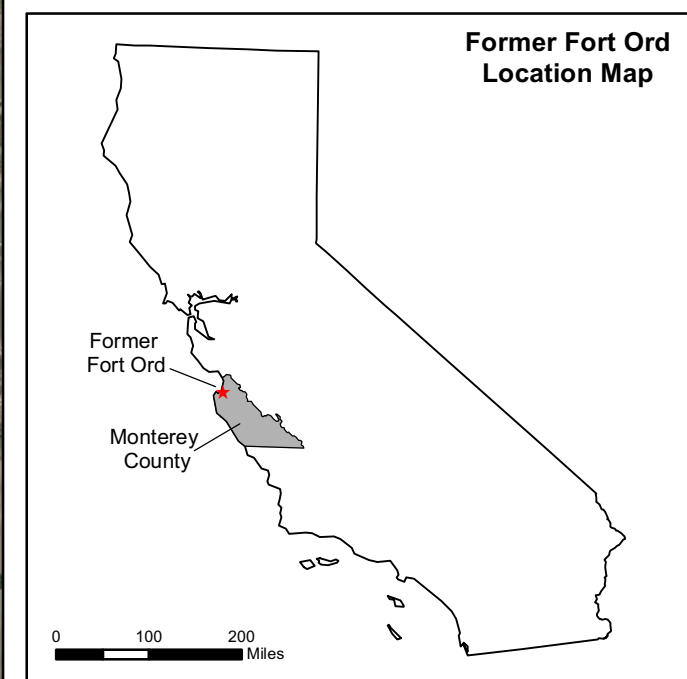 Former Fort Ord
Location Map
Former
Fort Ord
Monterey
County
0 100 200
Miles